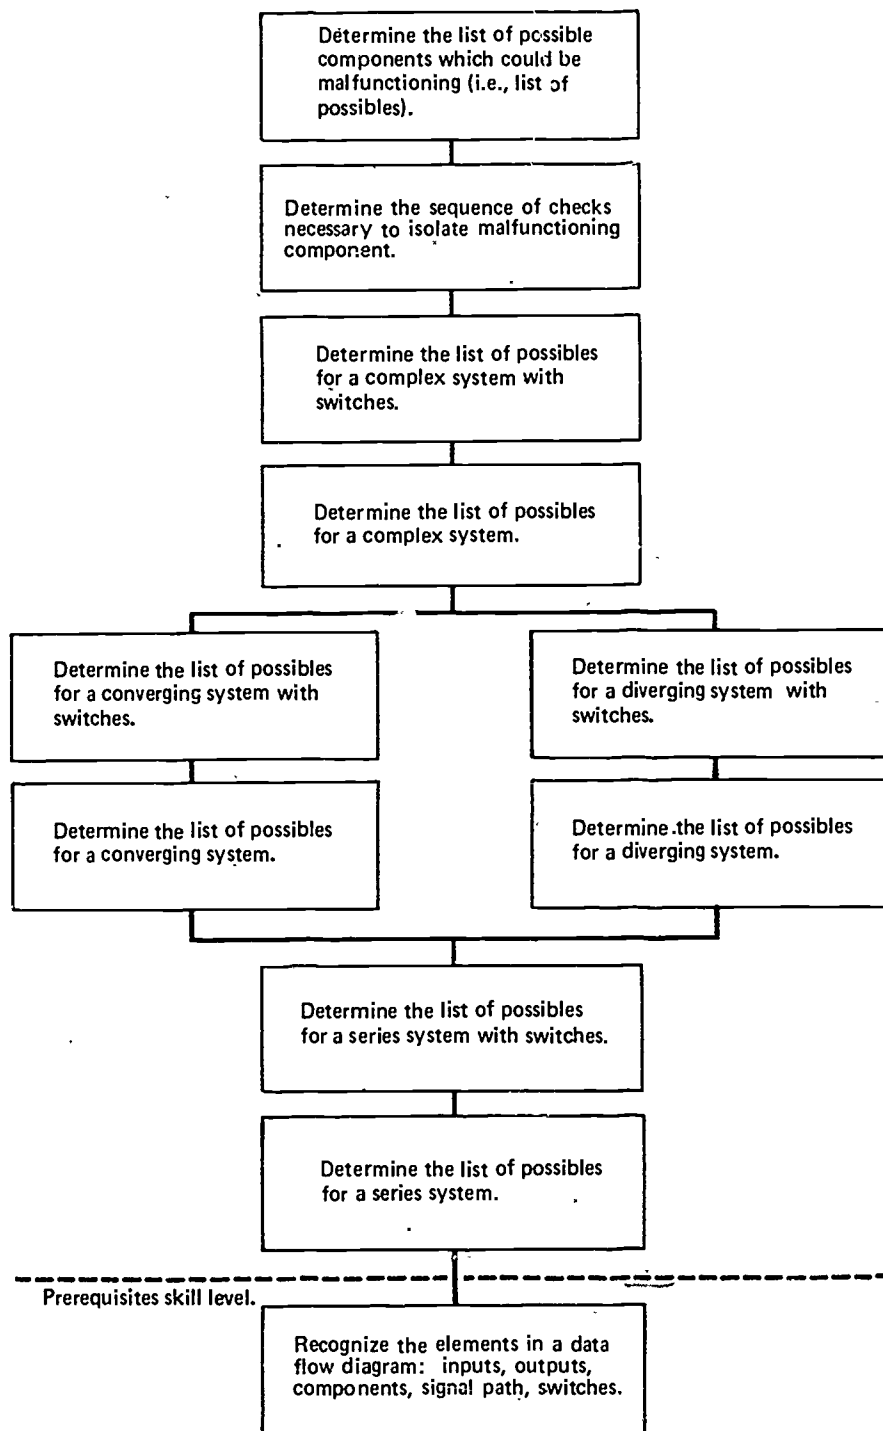 Determine the list of possible
components which could be
malfunctioning (i.e., list of
possibles).
Determine the sequence of checks
necessary to isolate malfunctioning
component.
Determine the list of possibles
for a complex system with
switches.
Determine the list of possibles
for a complex system.
Determine the list of possibles
for a converging system with
switches.
Determine the list of possibles
for a diverging system with
switches.
Determine the list of possibles
for a converging system.
Determine the list of possibles
for a diverging system.
Determine the list of possibles
for a series system with switches.
Determine the list of possibles
for a series system.
Prerequisites skill level.
Recognize the elements in a data
flow diagram: inputs, outputs,
components, signal path, switches.